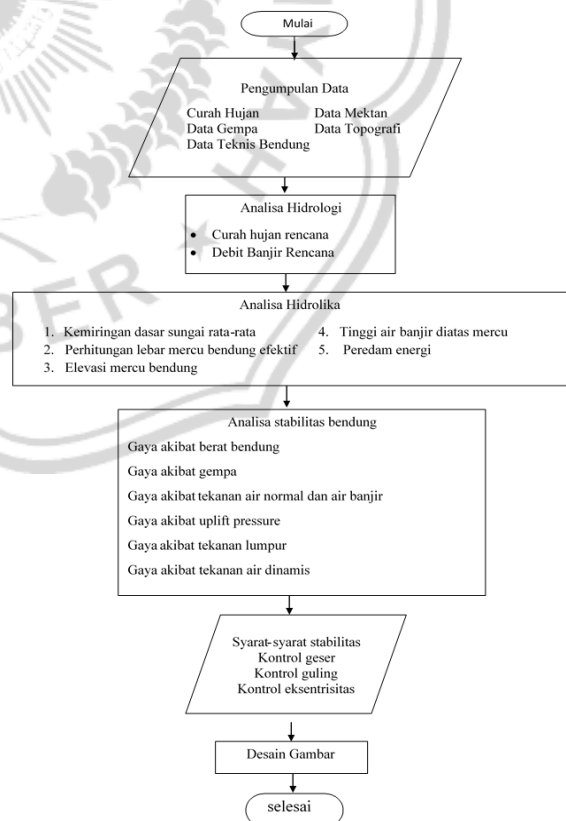 Mulai
Pengumpulan Data
Curah Hujan Data Mektan
Data Gempa Data Topografi
Data Teknis Bendung
Analisa Hidrologi
• Curah hujan rencana
• Debit Banjir Rencana
Analisa Hidrolika
1. Kemiringan dasar sungai rata-rata
2. Perhitungan lebar mercu bendung efektif
3. Elevasi mercu bendung
4. Tinggi air banjir diatas mercu
5. Peredam energi
Analisa stabilitas bendung
Gaya akibat berat bendung
Gaya akibat gempa
Gaya akibat tekanan air normal dan air banjir
Gaya akibat uplift pressure
Gaya akibat tekanan lumpur
Gaya akibat tekanan air dinamis
Syarat-syarat stabilitas
Kontrol geser
Kontrol guling
Kontrol eksentrisitas
Desain Gambar
selesai